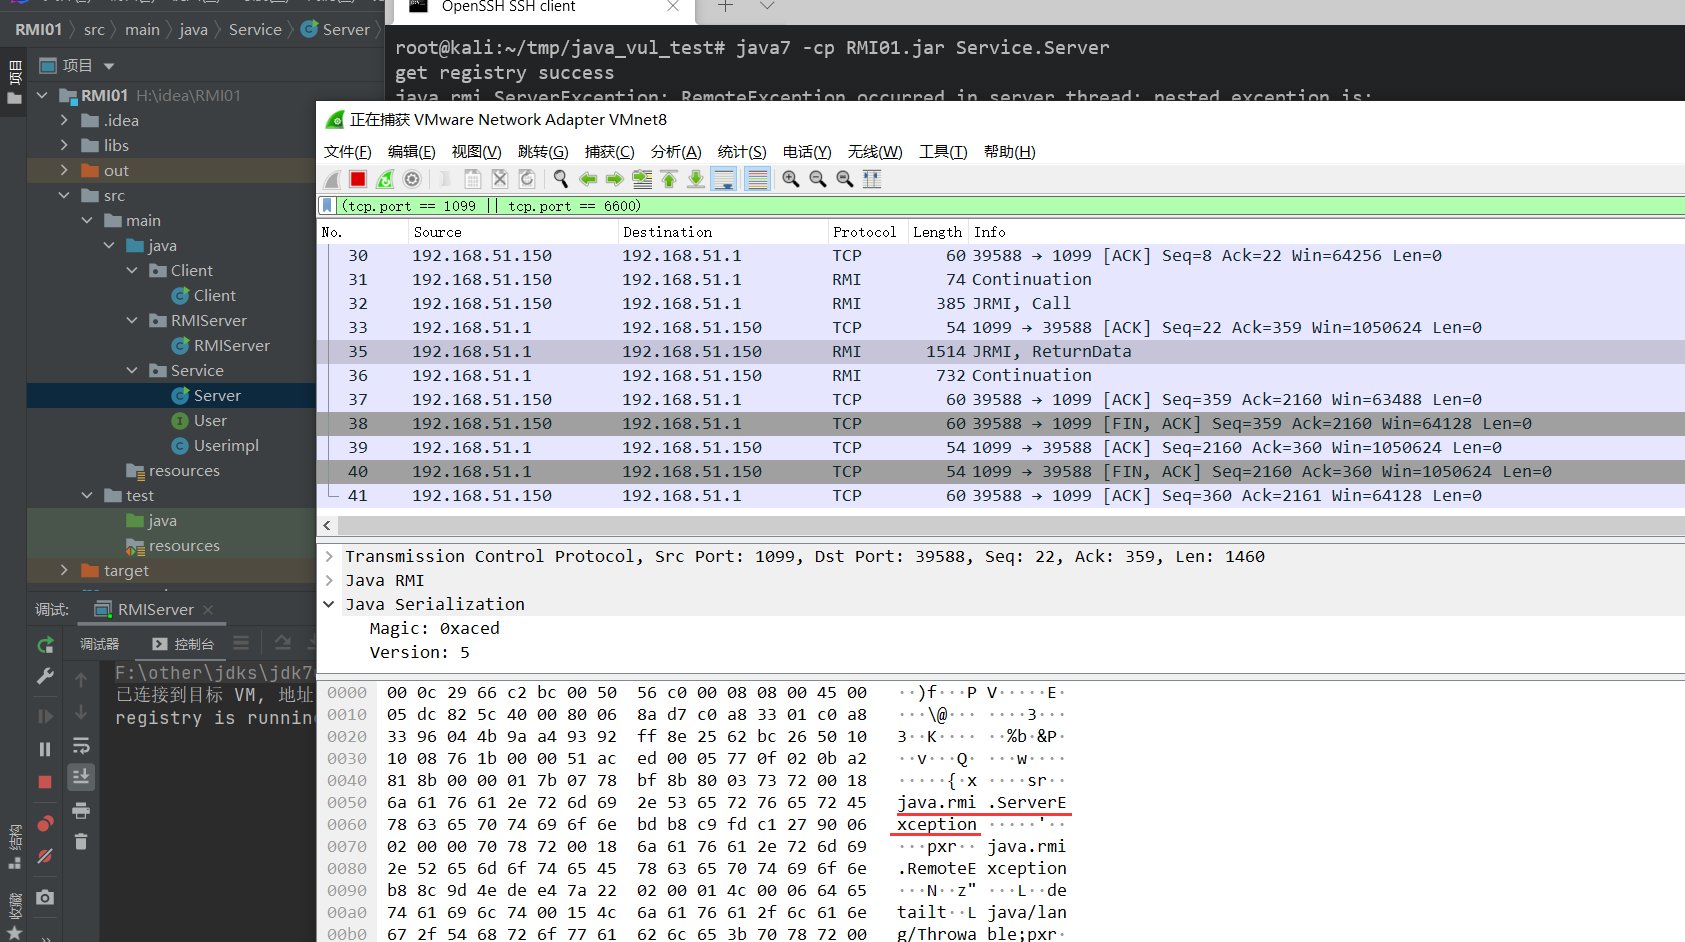 OpenSSH SSH client
RMI01 src main java Service Server
root@kali:~/tmp/java_vul_test# java7 -cp RMI01.jar Service.Server
get registry success
java.rmi.ServerException: RemoteException occurred in server thread; nested exception is:
项目
项目
RMI01 H:\idea\RMI01
.idea
libs
out
src
main
java
Client
Client
RMIServer
RMIServer
Service
Server
User
Userimpl
resources
test
java
resources
target
正在捕获 VMware Network Adapter VMnet8
文件(F) 编辑(E) 视图(V) 跳转(G) 捕获(C) 分析(A) 统计(S) 电话(Y) 无线(W) 工具(T) 帮助(H)
(tcp.port == 1099 || tcp.port == 6600)
No. Source Destination Protocol Length Info
30 192.168.51.150 192.168.51.1 TCP 60 39588 → 1099 [ACK] Seq=8 Ack=22 Win=64256 Len=0
31 192.168.51.150 192.168.51.1 RMI 74 Continuation
32 192.168.51.150 192.168.51.1 RMI 385 JRMI, Call
33 192.168.51.1 192.168.51.150 TCP 54 1099 → 39588 [ACK] Seq=22 Ack=359 Win=1050624 Len=0
35 192.168.51.1 192.168.51.150 RMI 1514 JRMI, ReturnData
36 192.168.51.1 192.168.51.150 RMI 732 Continuation
37 192.168.51.150 192.168.51.1 TCP 60 39588 → 1099 [ACK] Seq=359 Ack=2160 Win=63488 Len=0
38 192.168.51.150 192.168.51.1 TCP 60 39588 → 1099 [FIN, ACK] Seq=359 Ack=2160 Win=64128 Len=0
39 192.168.51.1 192.168.51.150 TCP 54 1099 → 39588 [ACK] Seq=2160 Ack=360 Win=1050624 Len=0
40 192.168.51.1 192.168.51.150 TCP 54 1099 → 39588 [FIN, ACK] Seq=2160 Ack=360 Win=1050624 Len=0
41 192.168.51.150 192.168.51.1 TCP 60 39588 → 1099 [ACK] Seq=360 Ack=2161 Win=64128 Len=0
Transmission Control Protocol, Src Port: 1099, Dst Port: 39588, Seq: 22, Ack: 359, Len: 1460
Java RMI
Java Serialization
Magic: 0xaced
Version: 5
0000 00 0c 29 66 c2 bc 00 50 56 c0 00 08 08 00 45 00 ··)f···P V·····E·
0010 05 dc 82 5c 40 00 80 06 8a d7 c0 a8 33 01 c0 a8 ···\@··· ····3···
0020 33 96 04 4b 9a a4 93 92 ff 8e 25 62 bc 26 50 10 3··K···· ··%b·&P·
0030 10 08 76 1b 00 00 51 ac ed 00 05 77 0f 02 0b a2 ··v···Q· ···w····
0040 81 8b 00 00 01 7b 07 78 bf 8b 80 03 73 72 00 18 ·····{·x ····sr··
0050 6a 61 76 61 2e 72 6d 69 2e 53 65 72 76 65 72 45 java.rmi .ServerE
0060 78 63 65 70 74 69 6f 6e bd b8 c9 fd c1 27 90 06 xception ·····'··
0070 02 00 00 70 78 72 00 18 6a 61 76 61 2e 72 6d 69 ···pxr·· java.rmi
0080 2e 52 65 6d 6f 74 65 45 78 63 65 70 74 69 6f 6e .RemoteE xception
0090 b8 8c 9d 4e de e4 7a 22 02 00 01 4c 00 06 64 65 ···N··z" ···L··de
00a0 74 61 69 6c 74 00 15 4c 6a 61 76 61 2f 6c 61 6e tailt··L java/lan
00b0 67 2f 54 68 72 6f 77 61 62 6c 65 3b 70 78 72 00 g/Throwa ble;pxr·
调试: RMIServer
调试器 控制台
F:\other\jdks\jdk7
已连接到目标 VM, 地址
registry is running
结构
收藏